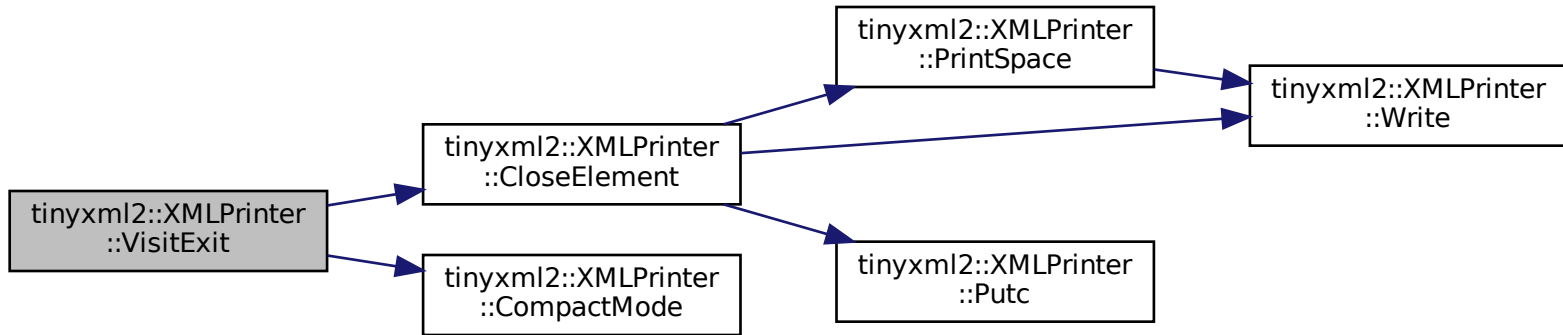 tinyxml2::XMLPrinter
::VisitExit
tinyxml2::XMLPrinter
::CloseElement
tinyxml2::XMLPrinter
::CompactMode
tinyxml2::XMLPrinter
::PrintSpace
tinyxml2::XMLPrinter
::Putc
tinyxml2::XMLPrinter
::Write